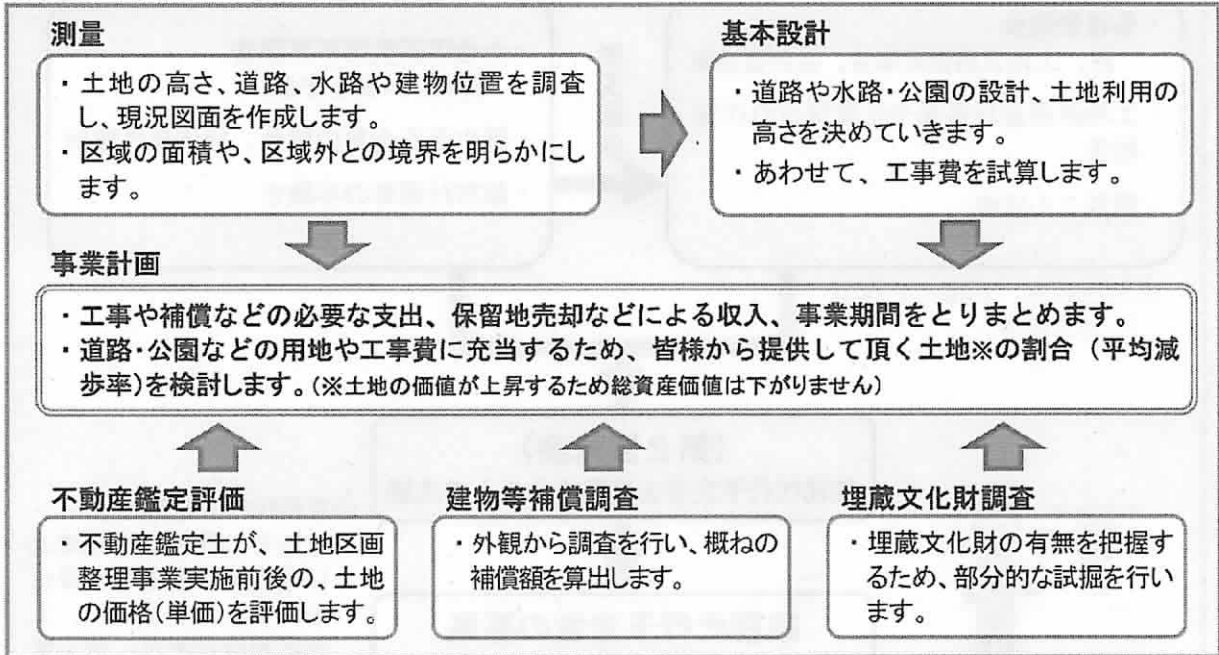 測量
・土地の高さ、道路、水路や建物位置を調査
し、現況図面を作成します。
・区域の面積や、区域外との境界を明らかにし
ます。
基本設計
・道路や水路・公園の設計、土地利用の
高さを決めていきます。
・あわせて、工事費を試算します。
事業計画
・工事や補償などの必要な支出、保留地売却などによる収入、事業期間をとりまとめます。
・道路・公園などの用地や工事費に充当するため、皆様から提供して頂く土地※の割合（平均減
歩率）を検討します。（※土地の価値が上昇するため総資産価値は下がりません）
不動産鑑定評価
・不動産鑑定士が、土地区画
整理事業実施前後の、土地
の価格（単価）を評価します。
建物等補償調査
・外観から調査を行い、概ねの
補償額を算出します。
埋蔵文化財調査
・埋蔵文化財の有無を把握す
るため、部分的な試掘を行い
ます。